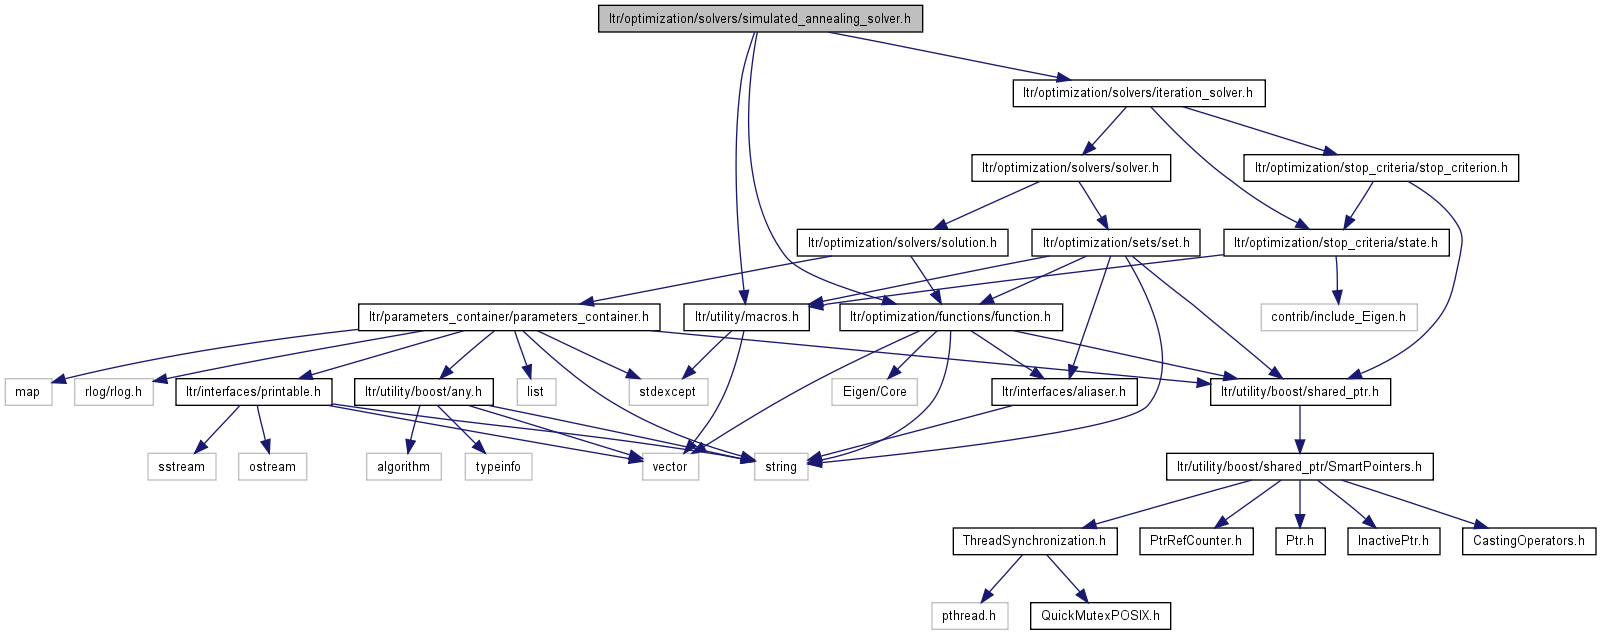 ltr/optimization/solvers/simulated_annealing_solver.h
ltr/optimization/solvers/iteration_solver.h
ltr/optimization/solvers/solver.h
ltr/optimization/stop_criteria/stop_criterion.h
ltr/optimization/solvers/solution.h
ltr/optimization/sets/set.h
ltr/optimization/stop_criteria/state.h
ltr/parameters_container/parameters_container.h
ltr/utility/macros.h
ltr/optimization/functions/function.h
contrib/include_Eigen.h
map
rlog/rlog.h
ltr/interfaces/printable.h
ltr/utility/boost/any.h
list
stdexcept
Eigen/Core
ltr/interfaces/aliaser.h
ltr/utility/boost/shared_ptr.h
sstream
ostream
algorithm
typeinfo
vector
string
ltr/utility/boost/shared_ptr/SmartPointers.h
ThreadSynchronization.h
PtrRefCounter.h
Ptr.h
InactivePtr.h
CastingOperators.h
pthread.h
QuickMutexPOSIX.h